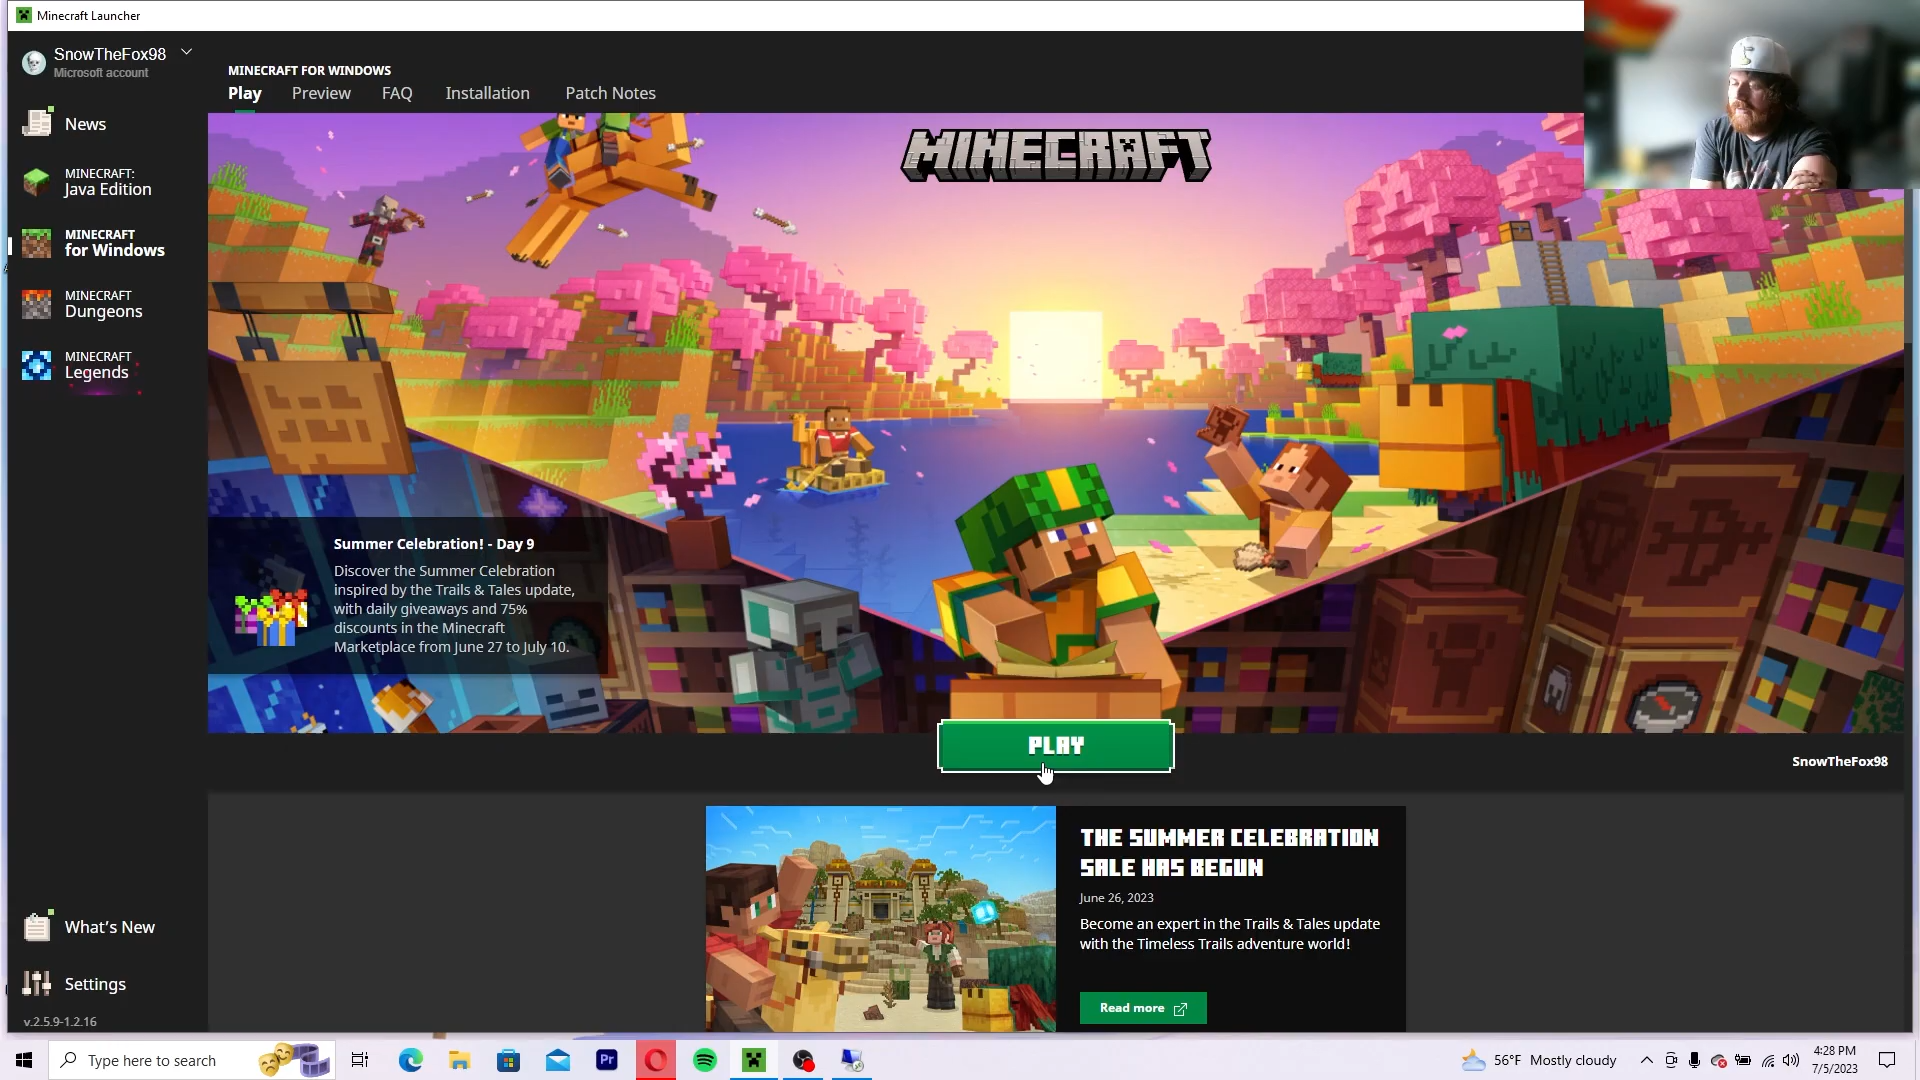 Minecraft Launcher
SnowTheFox98
Microsoft account
News
MINECRAFT:
Java Edition
MINECRAFT
for Windows
MINECRAFT
Dungeons
MINECRAFT
Legends
What's New
Settings
v.2.5.9-1.2.16
MINECRAFT FOR WINDOWS
Play Preview FAQ Installation Patch Notes
MINECRAFT
Summer Celebration! - Day 9
Discover the Summer Celebration
inspired by the Trails & Tales update,
with daily giveaways and 75%
discounts in the Minecraft
Marketplace from June 27 to July 10.
PLAY
SnowTheFox98
THE SUMMER CELEBRATION
SALE HAS BEGUN
June 26, 2023
Become an expert in the Trails & Tales update
with the Timeless Trails adventure world!
Read more
Type here to search
Pr
56°F Mostly cloudy
4:28 PM
7/5/2023